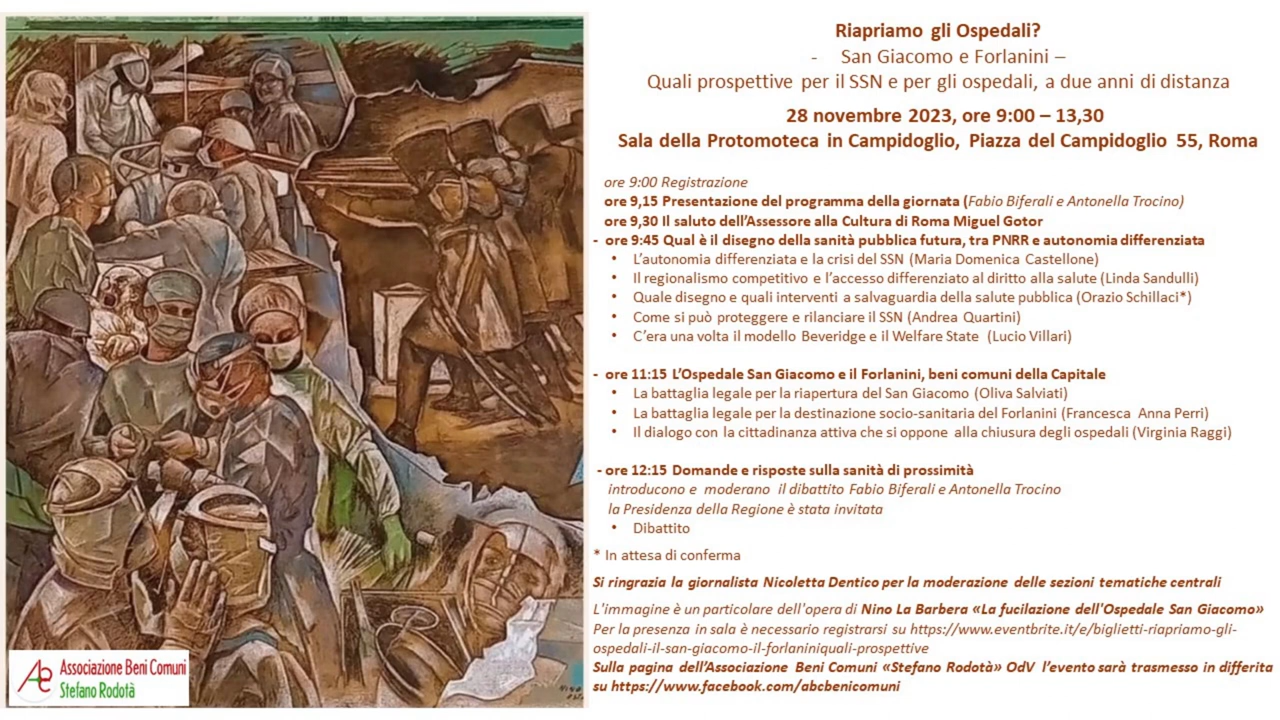 Riapriamo gli Ospedali?
- San Giacomo e Forlanini –
Quali prospettive per il SSN e per gli ospedali, a due anni di distanza
28 novembre 2023, ore 9:00 – 13,30
Sala della Protomoteca in Campidoglio, Piazza del Campidoglio 55, Roma
ore 9:00 Registrazione
ore 9,15 Presentazione del programma della giornata (Fabio Biferali e Antonella Trocino)
ore 9,30 Il saluto dell’Assessore alla Cultura di Roma Miguel Gotor
- ore 9:45 Qual è il disegno della sanità pubblica futura, tra PNRR e autonomia differenziata
• L’autonomia differenziata e la crisi del SSN (Maria Domenica Castellone)
• Il regionalismo competitivo e l’accesso differenziato al diritto alla salute (Linda Sandulli)
• Quale disegno e quali interventi a salvaguardia della salute pubblica (Orazio Schillaci*)
• Come si può proteggere e rilanciare il SSN (Andrea Quartini)
• C’era una volta il modello Beveridge e il Welfare State (Lucio Villari)
- ore 11:15 L’Ospedale San Giacomo e il Forlanini, beni comuni della Capitale
• La battaglia legale per la riapertura del San Giacomo (Oliva Salviati)
• La battaglia legale per la destinazione socio-sanitaria del Forlanini (Francesca Anna Perri)
• Il dialogo con la cittadinanza attiva che si oppone alla chiusura degli ospedali (Virginia Raggi)
- ore 12:15 Domande e risposte sulla sanità di prossimità
introducono e moderano il dibattito Fabio Biferali e Antonella Trocino
la Presidenza della Regione è stata invitata
• Dibattito
* In attesa di conferma
Si ringrazia la giornalista Nicoletta Dentico per la moderazione delle sezioni tematiche centrali
L'immagine è un particolare dell'opera di Nino La Barbera «La fucilazione dell'Ospedale San Giacomo»
Per la presenza in sala è necessario registrarsi su https://www.eventbrite.it/e/biglietti-riapriamo-gli-
ospedali-il-san-giacomo-il-forlaniniquali-prospettive
Sulla pagina dell’Associazione Beni Comuni «Stefano Rodotà» OdV l’evento sarà trasmesso in differita
su https://www.facebook.com/abcbenicomuni
Associazione Beni Comuni
Stefano Rodotà